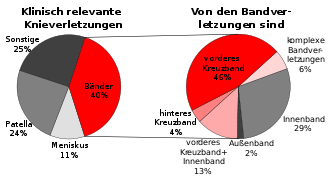 Klinisch relevante
Knieverletzungen
Von den Bandver-
letzungen sind
Sonstige
25%
Bänder
40%
Patella
24%
Meniskus
11%
vorderes
Kreuzband
46%
komplexe
Bandver-
letzungen
6%
Innenband
29%
Außenband
2%
vorderes
Kreuzband+
Innenband
13%
hinteres
Kreuzband
4%